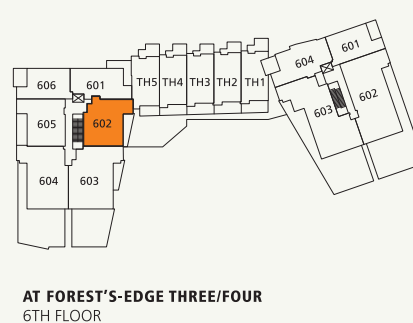 604 601
606 601 TH5 TH4 TH3 TH2 TH1
603 602
605 602
604 603
AT FOREST'S-EDGE THREE/FOUR
6TH FLOOR